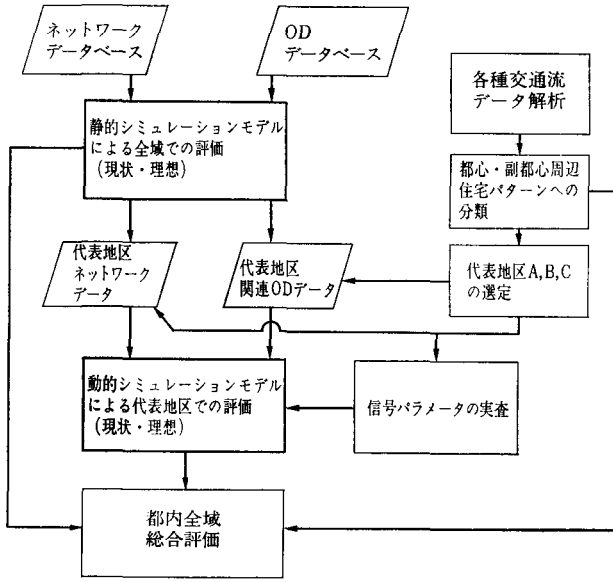 ネットワーク
データベース
OD
データベース
各種交通流
データ解析
静的シミュレーションモデル
による全域での評価
(現状・理想)
都心・副都心周辺
住宅パターンへの
分類
代表地区
ネットワーク
データ
代表地区
関連ODデータ
代表地区A,B,C
の選定
動的シミュレーションモデル
による代表地区での評価
(現状・理想)
信号パラメータの実査
都内全域
総合評価